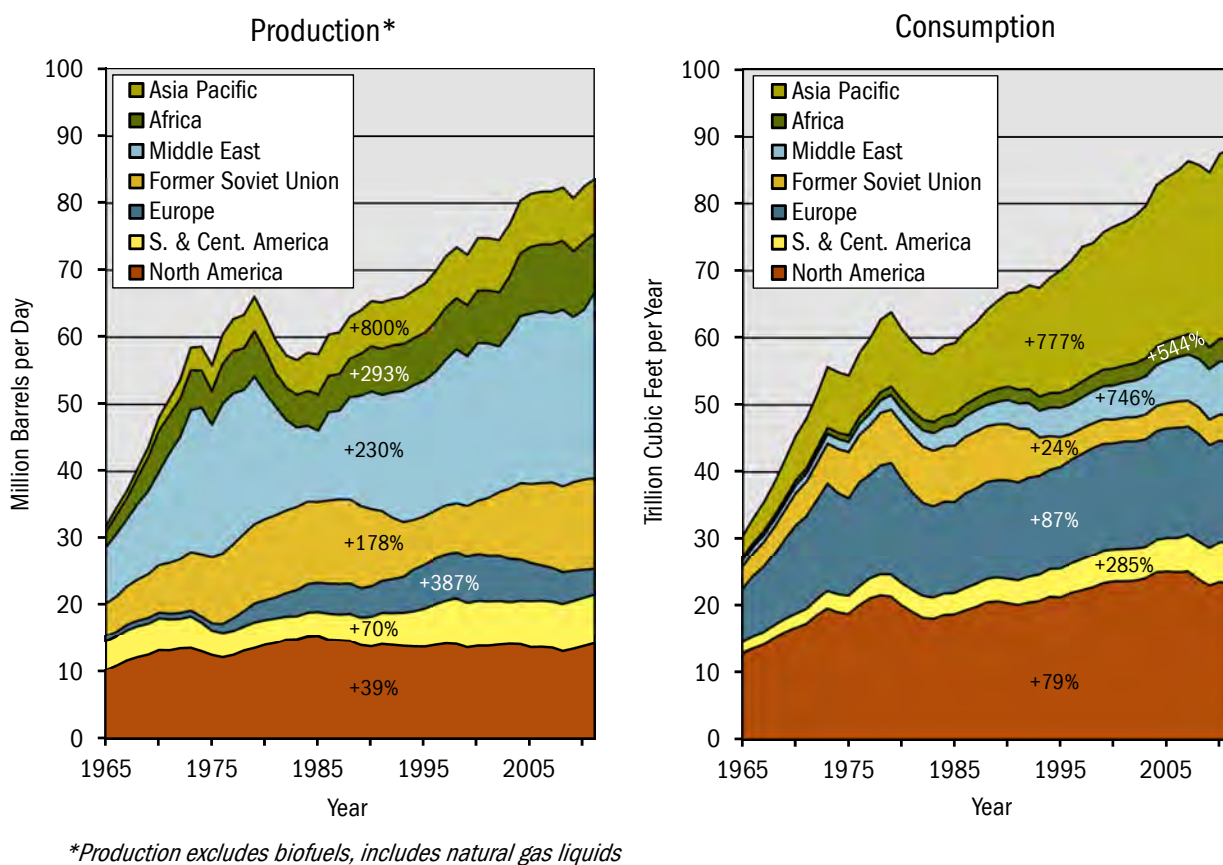 Production*
Million Barrels per Day
100
90
80
70
60
50
40
30
20
10
0
Asia Pacific
Africa
Middle East
Former Soviet Union
Europe
S. & Cent. America
North America
+800%
+293%
+230%
+178%
+387%
+70%
+39%
1965 1975 1985 1995 2005
Year
Consumption
Trillion Cubic Feet per Year
100
90
80
70
60
50
40
30
20
10
0
Asia Pacific
Africa
Middle East
Former Soviet Union
Europe
S. & Cent. America
North America
+777%
+544%
+746%
+24%
+87%
+285%
+79%
1965 1975 1985 1995 2005
Year
*Production excludes biofuels, includes natural gas liquids